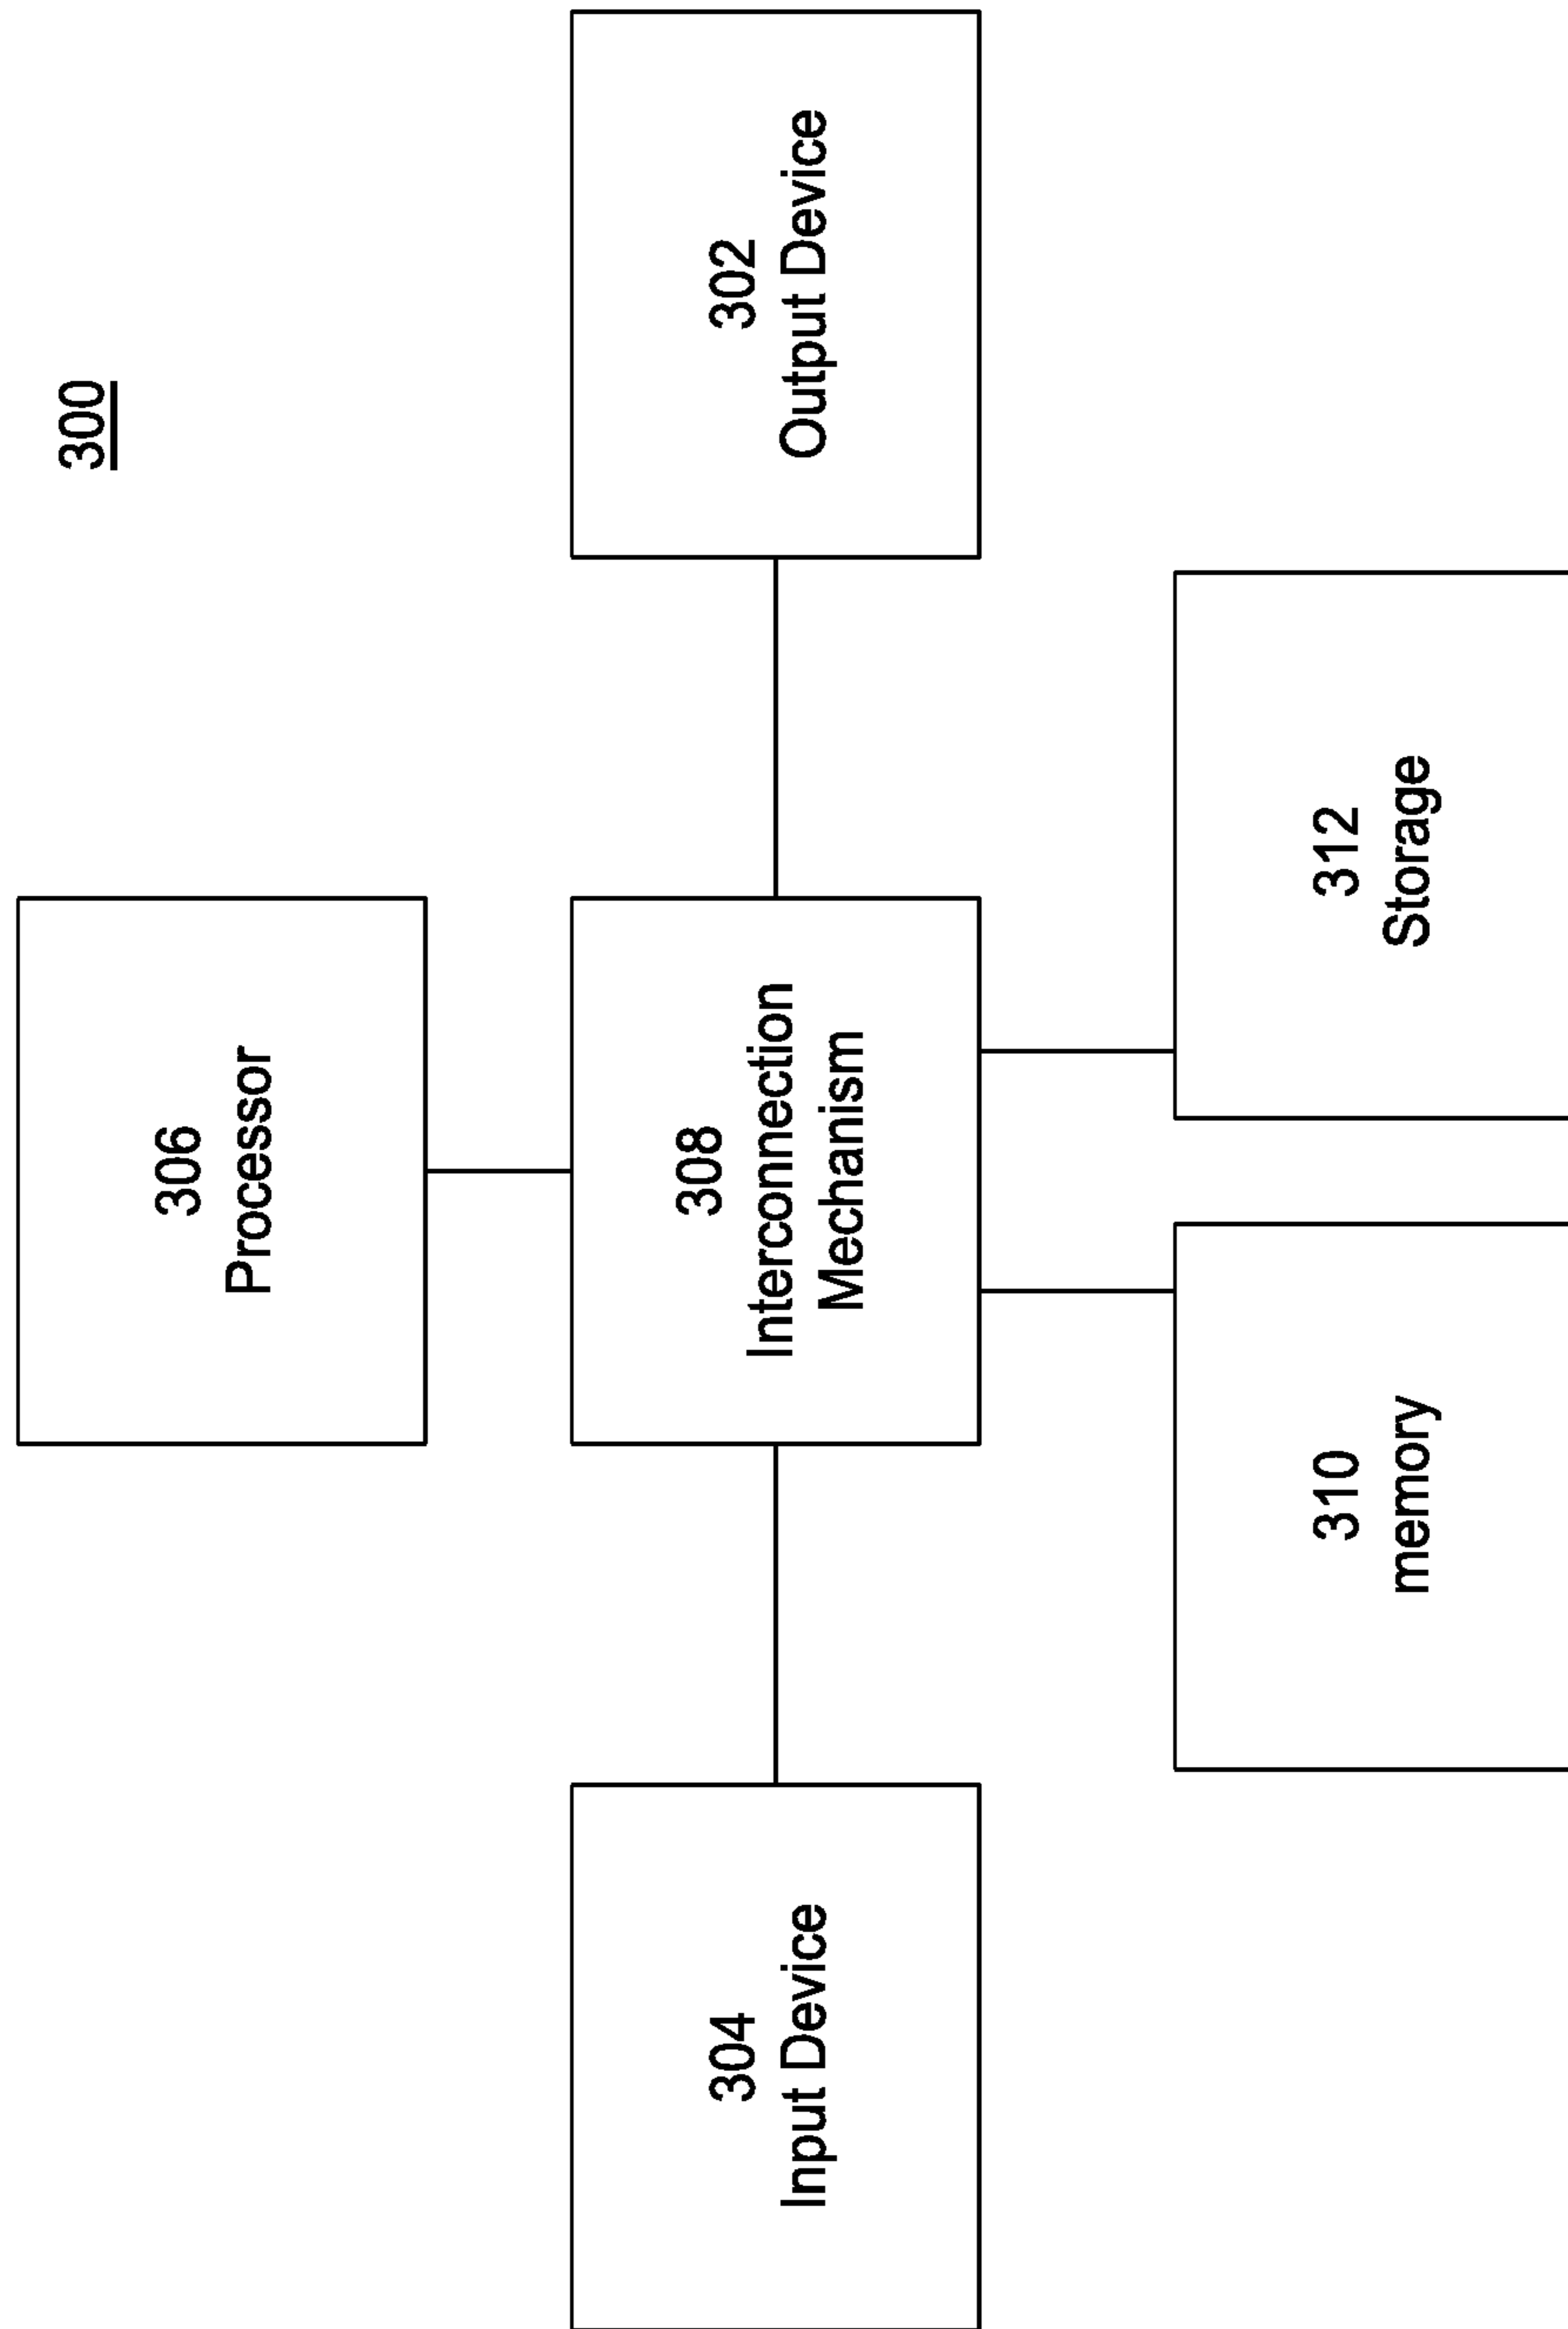 300
306
Processor
304
Input Device
308
Interconnection
Mechanism
302
Output Device
310
memory
312
Storage